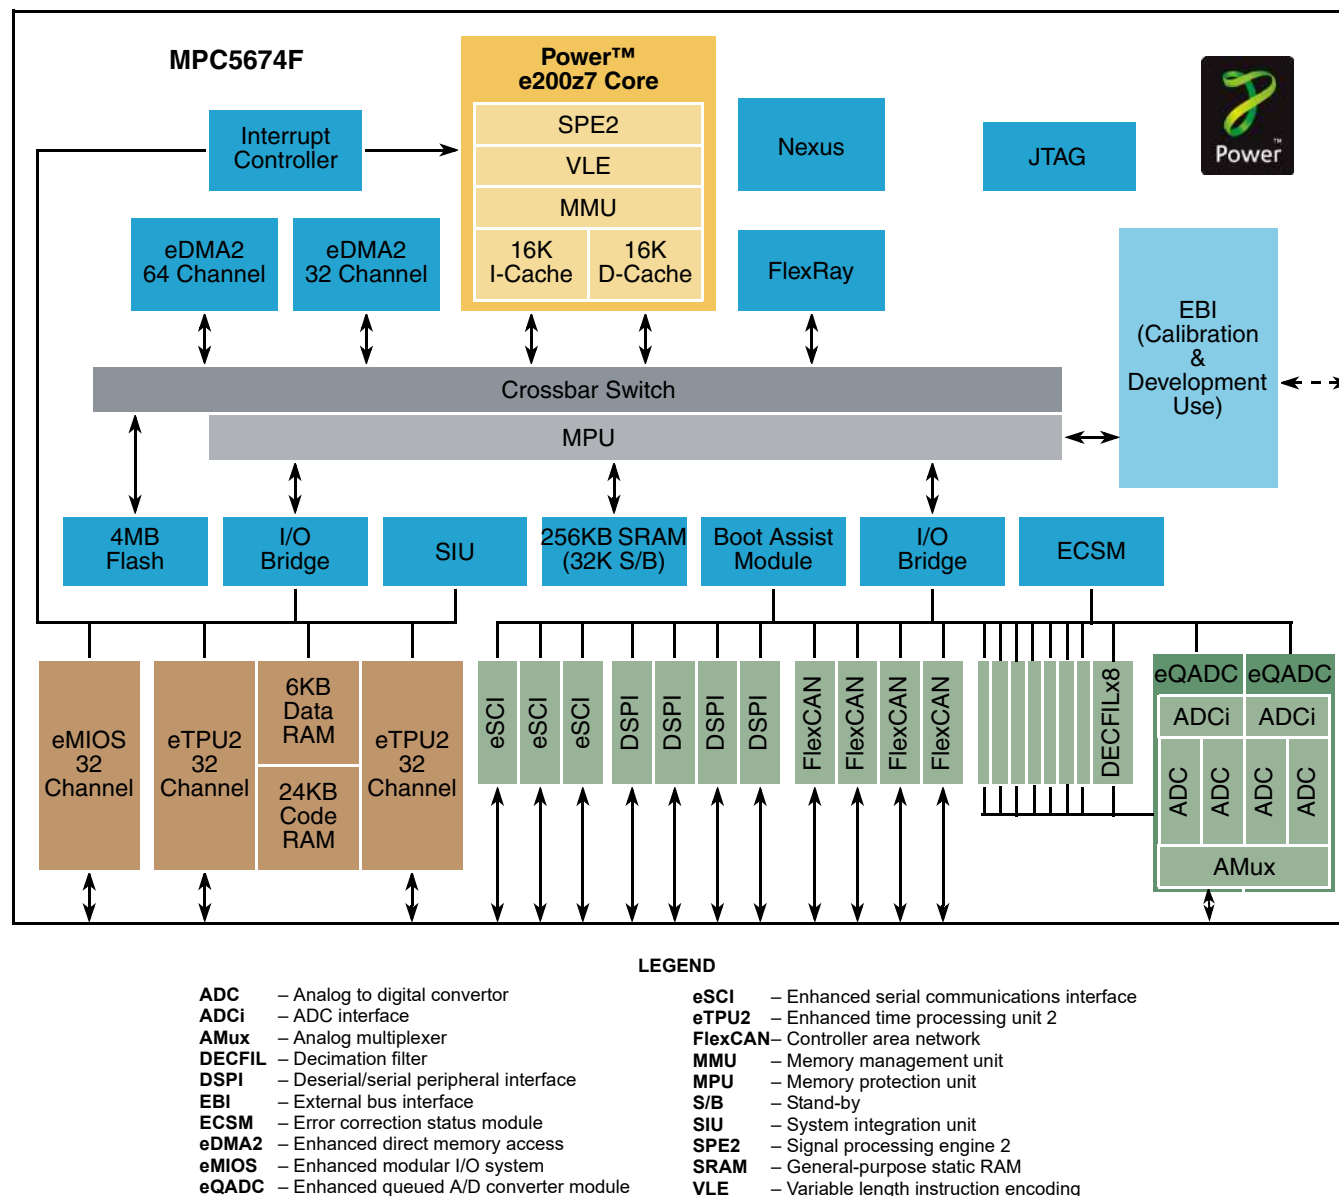 MPC5674F
Power™
e200z7 Core
SPE2
VLE
MMU
16K
I-Cache
16K
D-Cache
Interrupt
Controller
Nexus
JTAG
Power™
eDMA2
64 Channel
eDMA2
32 Channel
FlexRay
EBI
(Calibration
&
Development
Use)
Crossbar Switch
MPU
4MB
Flash
I/O
Bridge
SIU
256KB SRAM
(32K S/B)
Boot Assist
Module
I/O
Bridge
ECSM
eMIOS
32
Channel
eTPU2
32
Channel
6KB
Data
RAM
24KB
Code
RAM
eTPU2
32
Channel
eSCI
eSCI
eSCI
DSPI
DSPI
DSPI
DSPI
FlexCAN
FlexCAN
FlexCAN
FlexCAN
DECFILx8
eQADC
eQADC
ADCi
ADCi
ADC
ADC
ADC
ADC
AMux
LEGEND
ADC – Analog to digital convertor
ADCi – ADC interface
AMux – Analog multiplexer
DECFIL – Decimation filter
DSPI – Deserial/serial peripheral interface
EBI – External bus interface
ECSM – Error correction status module
eDMA2 – Enhanced direct memory access
eMIOS – Enhanced modular I/O system
eQADC – Enhanced queued A/D converter module
eSCI – Enhanced serial communications interface
eTPU2 – Enhanced time processing unit 2
FlexCAN – Controller area network
MMU – Memory management unit
MPU – Memory protection unit
S/B – Stand-by
SIU – System integration unit
SPE2 – Signal processing engine 2
SRAM – General-purpose static RAM
VLE – Variable length instruction encoding